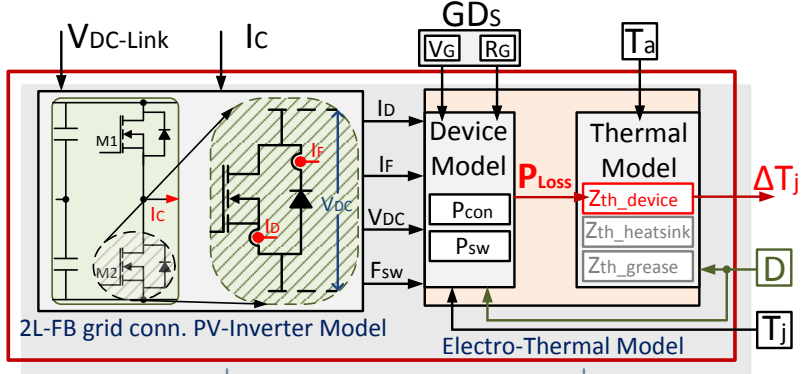 GDs
VDC-Link
IC
VG
RG
Ta
M1
IC
M2
IF
ID
VDC
ID
IF
VDC
FSW
Device
Model
Pcon
Psw
PLoss
Thermal
Model
Zth_device
Zth_heatsink
Zth_grease
ΔTj
D
Tj
2L-FB grid conn. PV-Inverter Model
Electro-Thermal Model